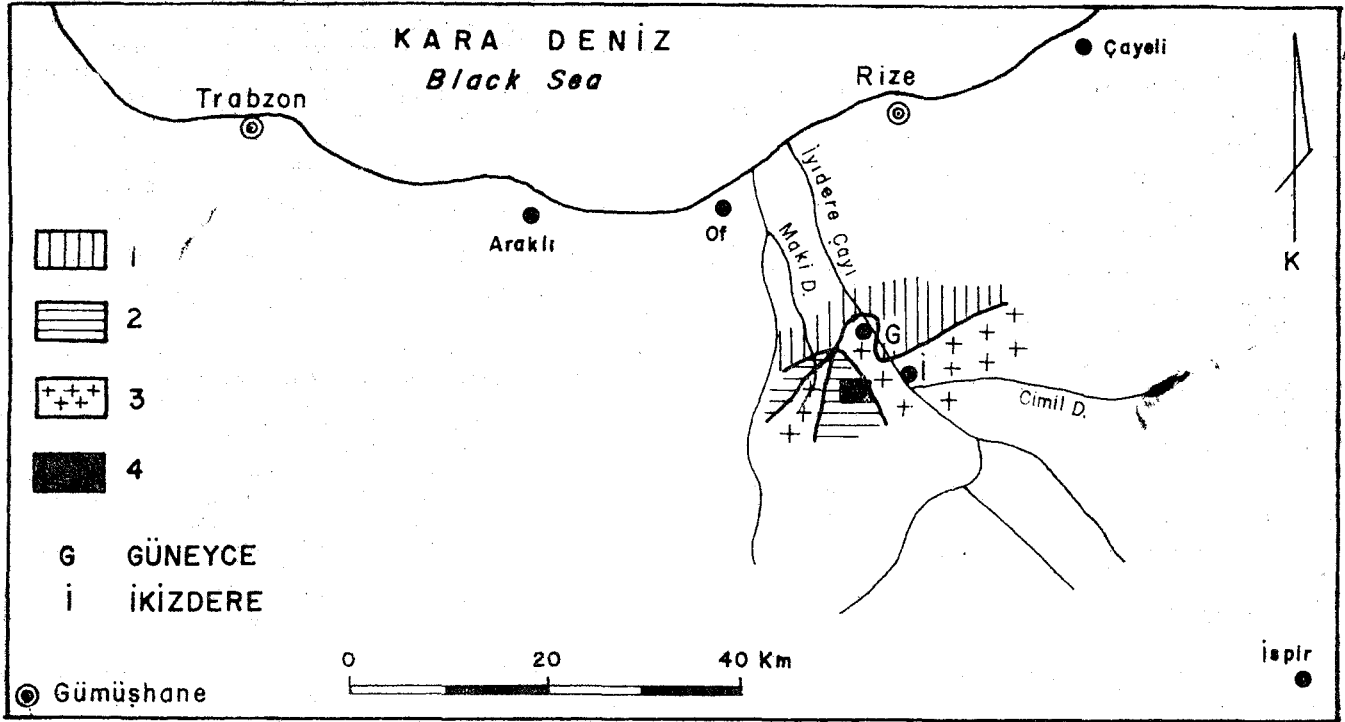 KARA DENİZ
Black Sea
Çayeli
Rize
Trabzon
İyidere Çayı
Maki D.
Araklı
Of
K
1
2
3
4
G
İ
Cimil D.
G GÜNEYCE
İ İKİZDERE
0 20 40 Km
Gümüşhane
İspir